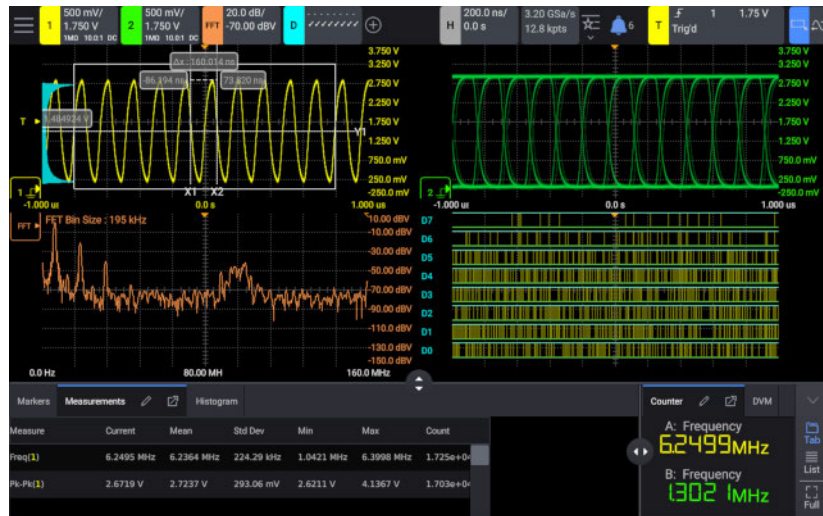 1 500 mV/ 1.750 V 1MΩ 10.0:1 DC
2 500 mV/ 1.750 V 1MΩ 10.0:1 DC
FFT 20.0 dB/ -70.00 dBV
D
H 200.0 ns/ 0.0 s
3.20 GSa/s 12.8 kpts
6
T 1 1.75 V Trig'd
3.750 V 3.750 V
Δx : 160.014 ns
3.250 V 3.250 V
-86.194 ns 73.820 ns 2.750 V 2.750 V
2.250 V 2.250 V
1.484924 V
T 1.750 V 1.750 V
Y1
1.250 V 1.250 V
750.0 mV 750.0 mV
250.0 mV 250.0 mV
1 X1 X2 -250.0 mV 2 -250.0 mV
-1.000 us 0.0 s 1.000 us -1.000 us 0.0 s 1.000 us
FFT FFT Bin Size : 195 kHz
10.00 dBV
-10.00 dBV
-30.00 dBV
-50.00 dBV
-70.00 dBV
-90.00 dBV
-110.0 dBV
-130.0 dBV
-150.0 dBV
D7
D6
D5
D4
D3
D2
D1
D0
0.0 Hz 80.00 MH 160.0 MHz
Markers Measurements Histogram
Measure Current Mean Std Dev Min Max Count
Freq(1) 6.2495 MHz 6.2364 MHz 224.29 kHz 1.0421 MHz 6.3998 MHz 1.725e+04
Pk-Pk(1) 2.6719 V 2.7237 V 293.06 mV 2.6211 V 4.1367 V 1.703e+04
Counter DVM
A: Frequency
6.2499MHz
B: Frequency
1.3021MHz
Tab
List
Full